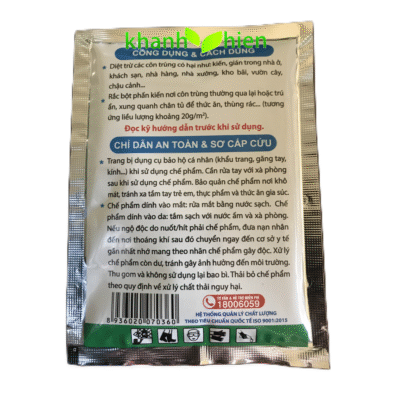 khanh hien
CÔNG DỤNG & CÁCH DÙNG
Diệt trừ các côn trùng có hại như kiến, gián trong nhà ở,
khách sạn, nhà hàng, nhà xưởng, kho bãi, vườn cây,
chậu cảnh...
Rắc bột phấn kiến nơi côn trùng thường qua lại hoặc trú
ẩn, xung quanh chân tủ để thức ăn, thùng rác... (tương
ứng liều lượng khoảng 20g/m²).
Đọc kỹ hướng dẫn trước khi sử dụng.
CHỈ DẪN AN TOÀN & SƠ CẤP CỨU
Trang bị dụng cụ bảo hộ cá nhân (khẩu trang, găng tay,
kính...) khi sử dụng chế phẩm. Cần rửa tay với xà phòng
sau khi sử dụng chế phẩm. Bảo quản chế phẩm nơi khô
mát, tránh xa tầm tay trẻ em, thực phẩm và thức ăn gia súc.
Chế phẩm dính vào mắt: rửa mắt bằng nước sạch. Chế
phẩm dính vào da: tắm sạch với nước ấm và xà phòng.
Nếu ngộ độc do nuốt/hít phải chế phẩm, đưa nạn nhân
đến nơi thoáng khí sau đó chuyển ngay đến cơ sở y tế
gần nhất nhớ mang theo nhãn chế phẩm gây độc. Xử lý
chế phẩm còn dư, tránh gây ảnh hưởng đến môi trường.
Thu gom và không sử dụng lại bao bì. Thải bỏ chế phẩm
theo quy định về xử lý chất thải nguy hại.
TƯ VẤN & HỖ TRỢ MIỄN PHÍ
18006059
HỆ THỐNG QUẢN LÝ CHẤT LƯỢNG
THEO TIÊU CHUẨN QUỐC TẾ ISO 9001:2015
8 936020 070360